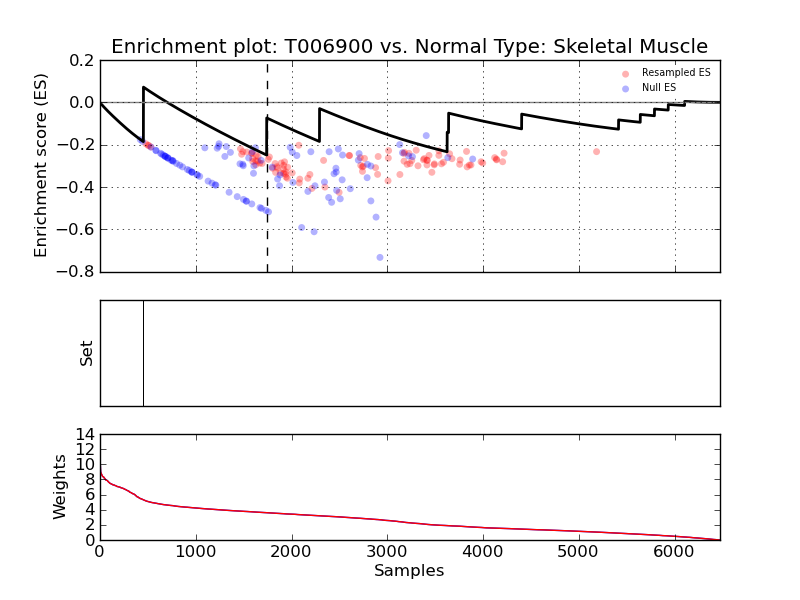 Enrichment plot: T006900 vs. Normal Type: Skeletal Muscle
Enrichment score (ES)
0.2
0.0
−0.2
−0.4
−0.6
−0.8
Resampled ES
Null ES
Set
Weights
14
12
10
8
6
4
2
0
0 1000 2000 3000 4000 5000 6000
Samples